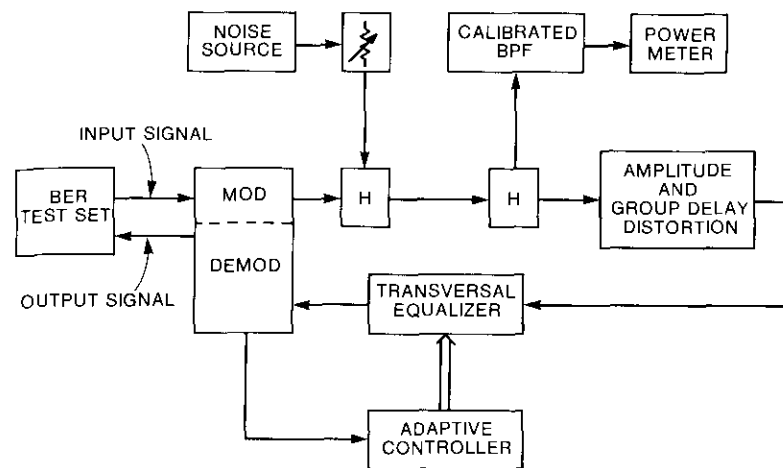 NOISE
SOURCE
CALIBRATED
BPF
POWER
METER
INPUT SIGNAL
BER
TEST SET
MOD
H
H
AMPLITUDE
AND
GROUP DELAY
DISTORTION
DEMOD
OUTPUT SIGNAL
TRANSVERSAL
EQUALIZER
ADAPTIVE
CONTROLLER